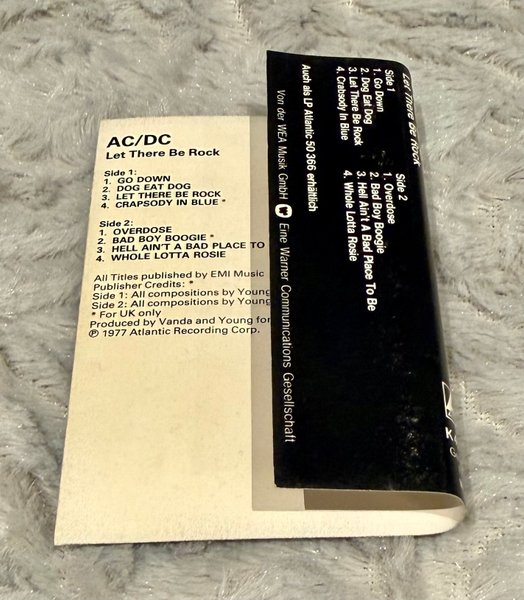 AC/DC
Let There Be Rock
Side 1:
1. GO DOWN
2. DOG EAT DOG
3. LET THERE BE ROCK
4. CRAPSODY IN BLUE *
Side 2:
1. OVERDOSE
2. BAD BOY BOOGIE *
3. HELL AIN'T A BAD PLACE TO
4. WHOLE LOTTA ROSIE
All Titles published by EMI Music
Publisher Credits: *
Side 1: All compositions by Young
Side 2: All compositions by Young
* For UK only
Produced by Vanda and Young for
℗ 1977 Atlantic Recording Corp.
Let There Be Rock
Side 1
1. Go Down
2. Dog Eat Dog
3. Let There Be Rock
4. Crabsody In Blue
Side 2
1. Overdose
2. Bad Boy Boogie
3. Hell Ain't A Bad Place To Be
4. Whole Lotta Rosie
Auch als LP Atlantic 50 366 erhältlich
Von der WEA Musik GmbH Eine Warner Communications Gesellschaft